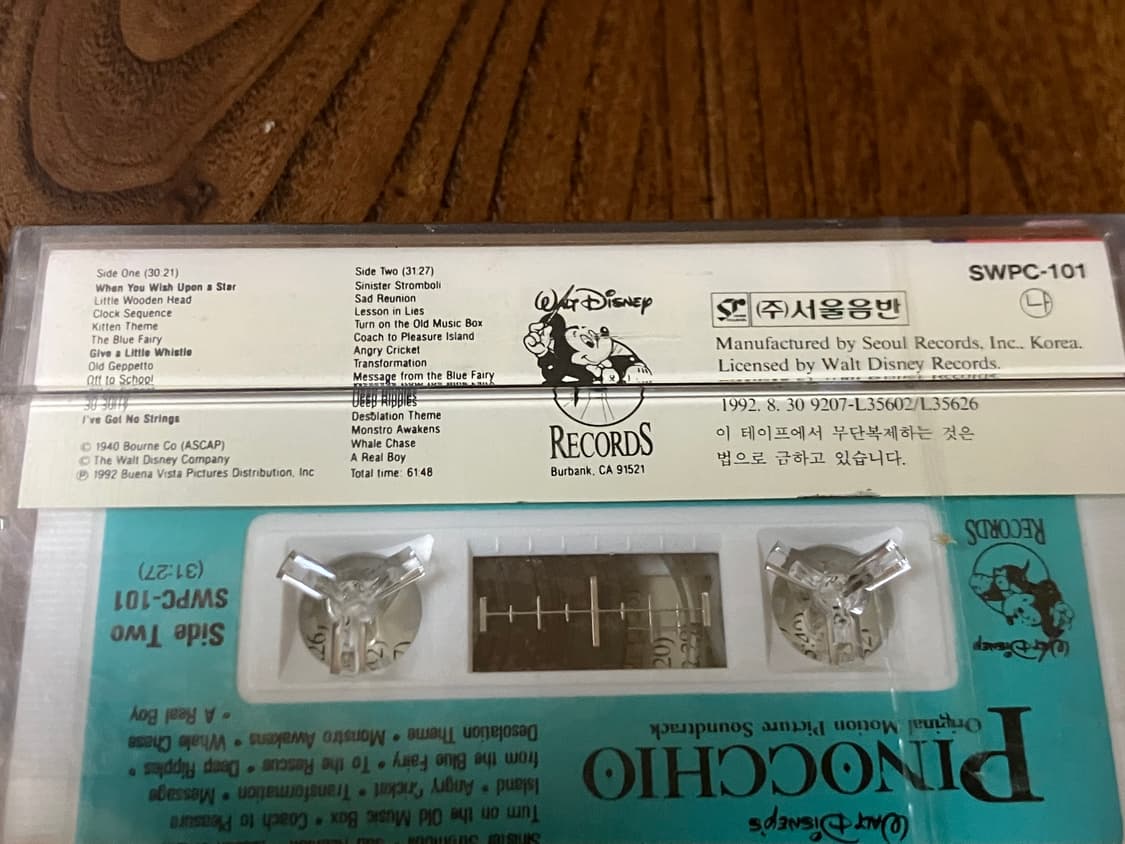 Side One (30:21)
When You Wish Upon a Star
Little Wooden Head
Clock Sequence
Kitten Theme
The Blue Fairy
Give a Little Whistle
Old Geppetto
Off to School
I've Got No Strings
© 1940 Bourne Co (ASCAP)
© The Walt Disney Company
℗ 1992 Buena Vista Pictures Distribution, Inc
Side Two (31:27)
Sinister Stromboli
Sad Reunion
Lesson in Lies
Turn on the Old Music Box
Coach to Pleasure Island
Angry Cricket
Transformation
Message from the Blue Fairy
Deep Ripples
Desolation Theme
Monstro Awakens
Whale Chase
A Real Boy
Total time: 61:48
WALT DISNEY
RECORDS
Burbank, CA 91521
SWPC-101
나
(주)서울음반
Manufactured by Seoul Records, Inc., Korea.
Licensed by Walt Disney Records.
1992. 8. 30 9207-L35602/L35626
이 테이프에서 무단복제하는 것은
법으로 금하고 있습니다.
WALT DISNEY'S
PINOCCHIO
Original Motion Picture Soundtrack
WALT DISNEY
RECORDS
Turn on the Old Music Box • Coach to Pleasure
Island • Angry Cricket • Transformation • Message
from the Blue Fairy • To the Rescue • Deep Ripples •
Desolation Theme • Monstro Awakens • Whale Chase
• A Real Boy
Side Two
SWPC-101
(31:27)